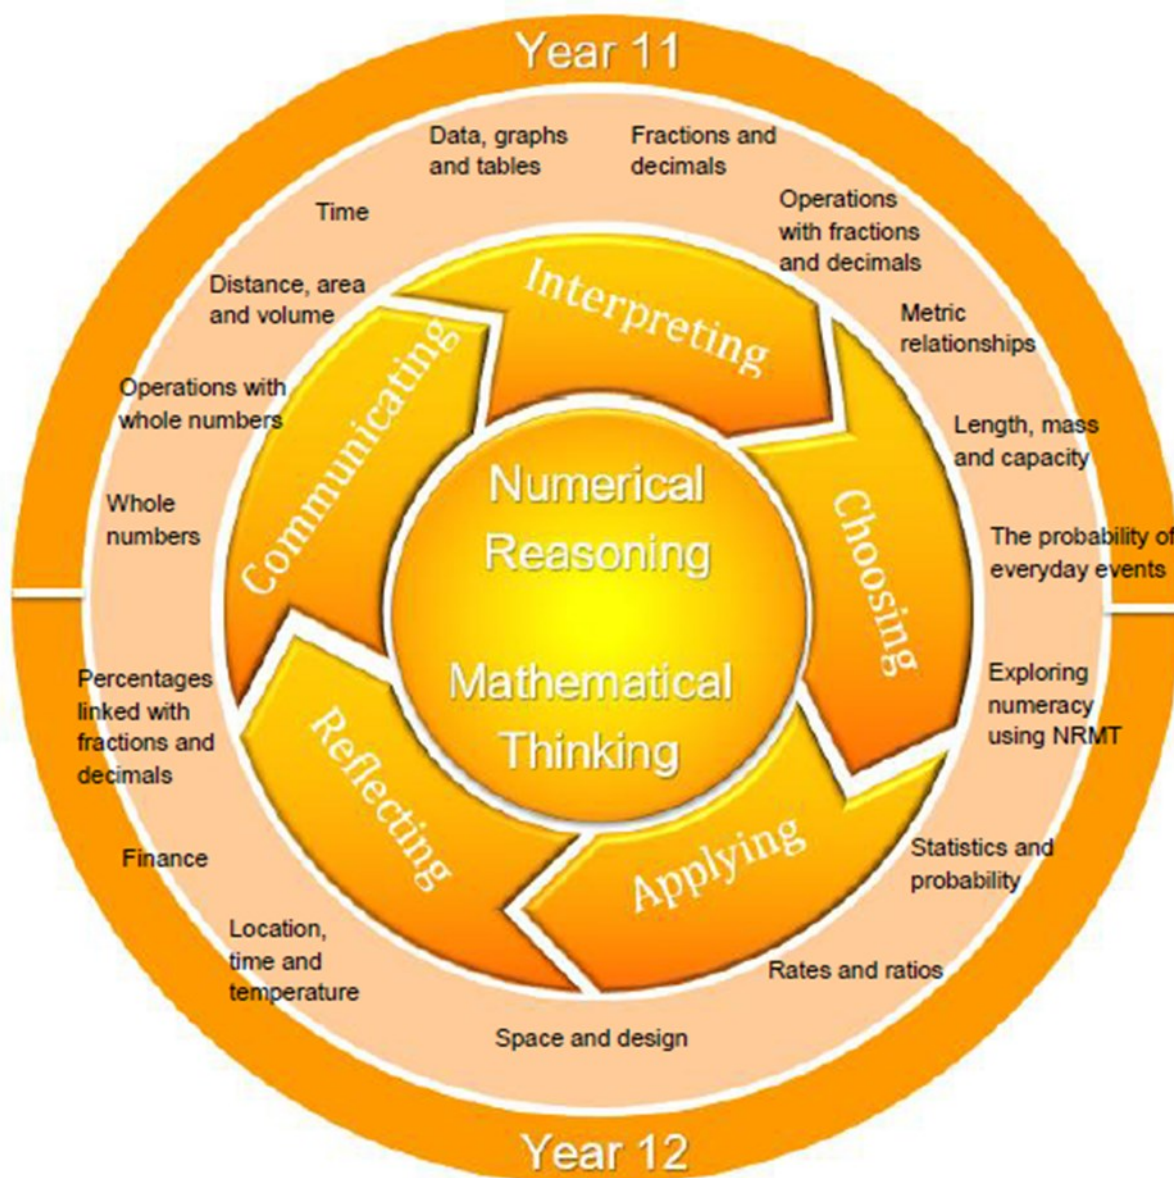 Year 11
Data, graphs
and tables
Fractions and
decimals
Time
Operations
with fractions
and decimals
Distance, area
and volume
Metric
relationships
Operations with
whole numbers
Length, mass
and capacity
Whole
numbers
The probability of
everyday events
Interpreting
Choosing
Applying
Reflecting
Communicating
Numerical
Reasoning
Mathematical
Thinking
Percentages
linked with
fractions and
decimals
Exploring
numeracy
using NRMT
Finance
Statistics and
probability
Location,
time and
temperature
Rates and ratios
Space and design
Year 12